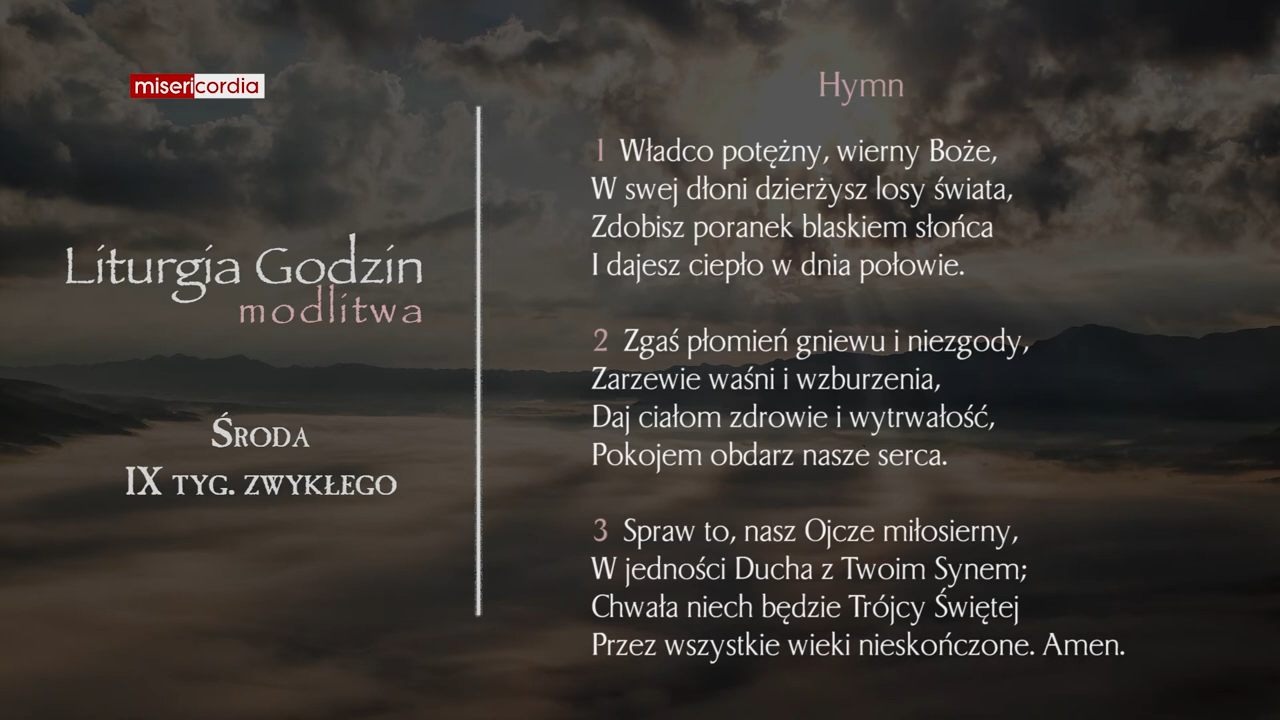 misericordia
Liturgia Godzin
modlitwa
Środa
IX tyg. zwykłego
Hymn
1 Władco potężny, wierny Boże,
W swej dłoni dzierżysz losy świata,
Zdobisz poranek blaskiem słońca
I dajesz ciepło w dnia połowie.
2 Zgaś płomień gniewu i niezgody,
Zarzewie waśni i wzburzenia,
Daj ciałom zdrowie i wytrwałość,
Pokojem obdarz nasze serca.
3 Spraw to, nasz Ojcze miłosierny,
W jedności Ducha z Twoim Synem;
Chwała niech będzie Trójcy Świętej
Przez wszystkie wieki nieskończone. Amen.